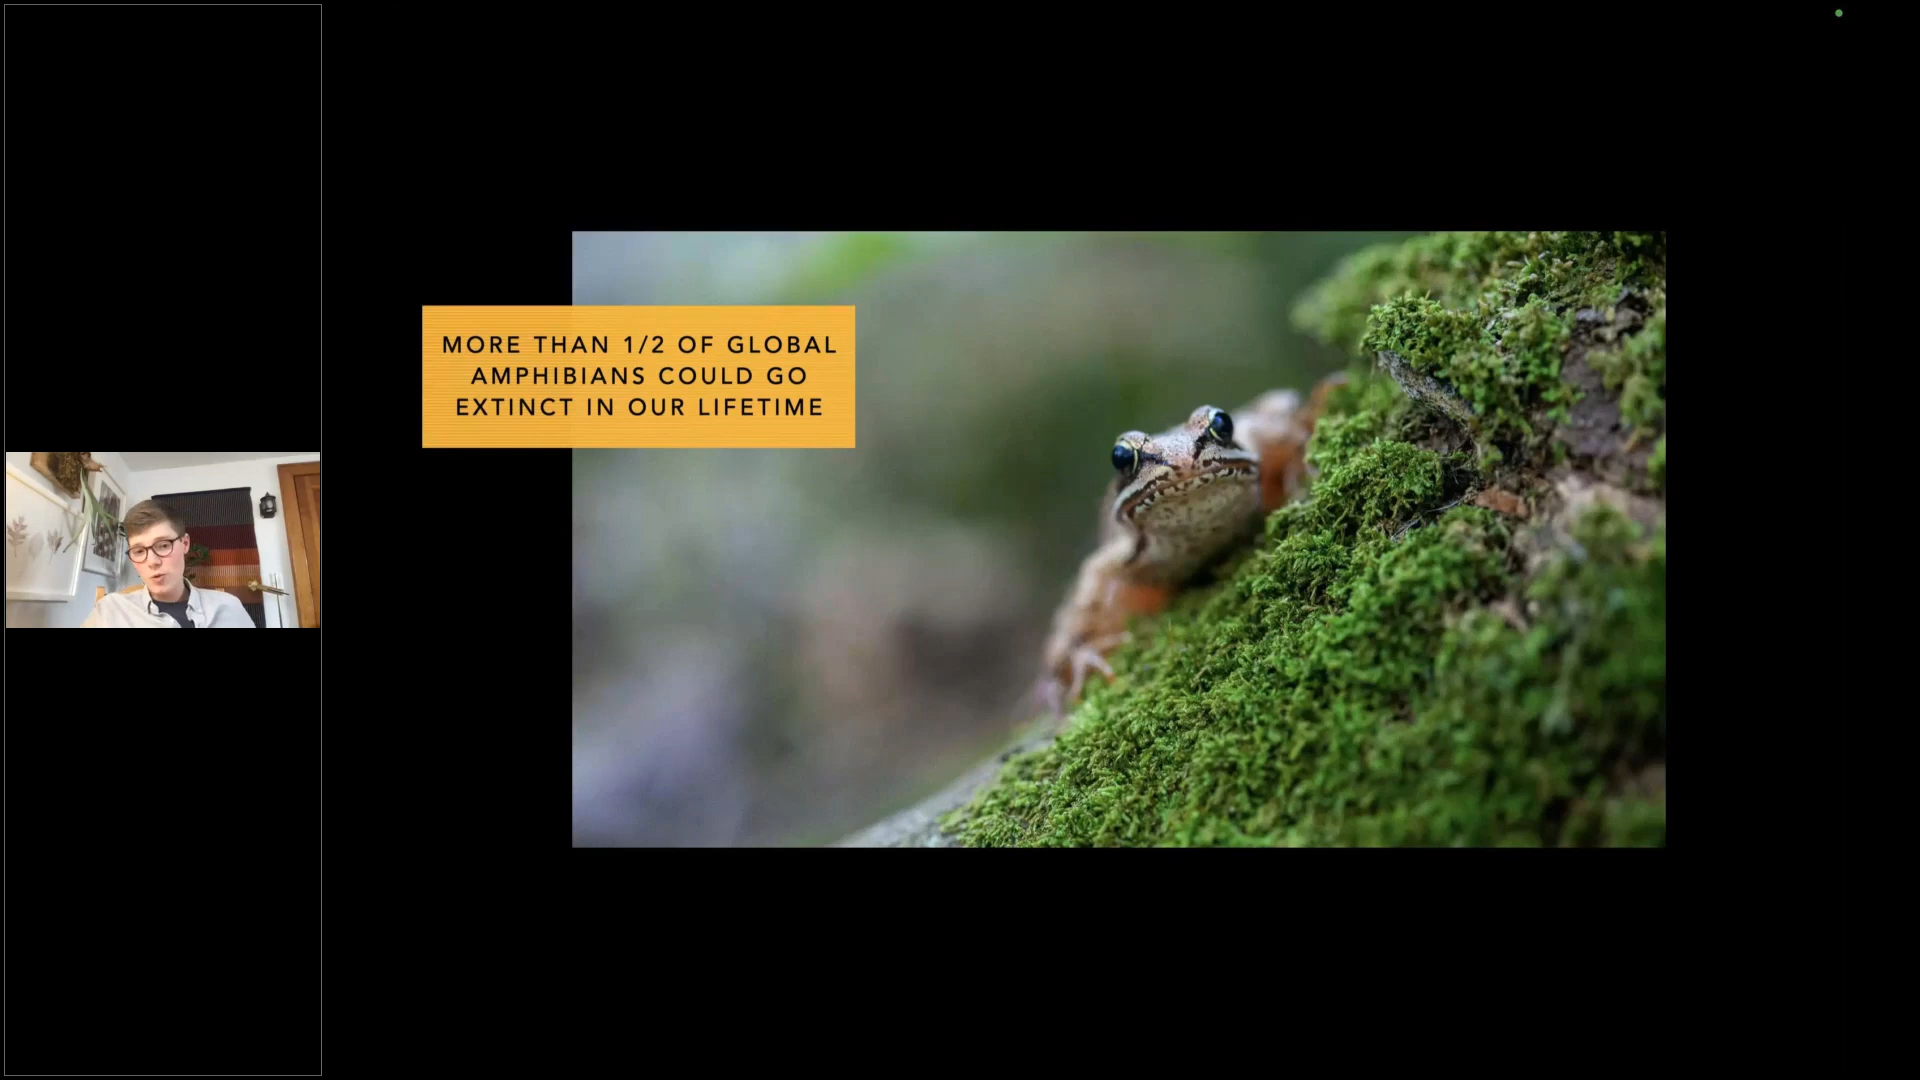 MORE THAN 1/2 OF GLOBAL
AMPHIBIANS COULD GO
EXTINCT IN OUR LIFETIME